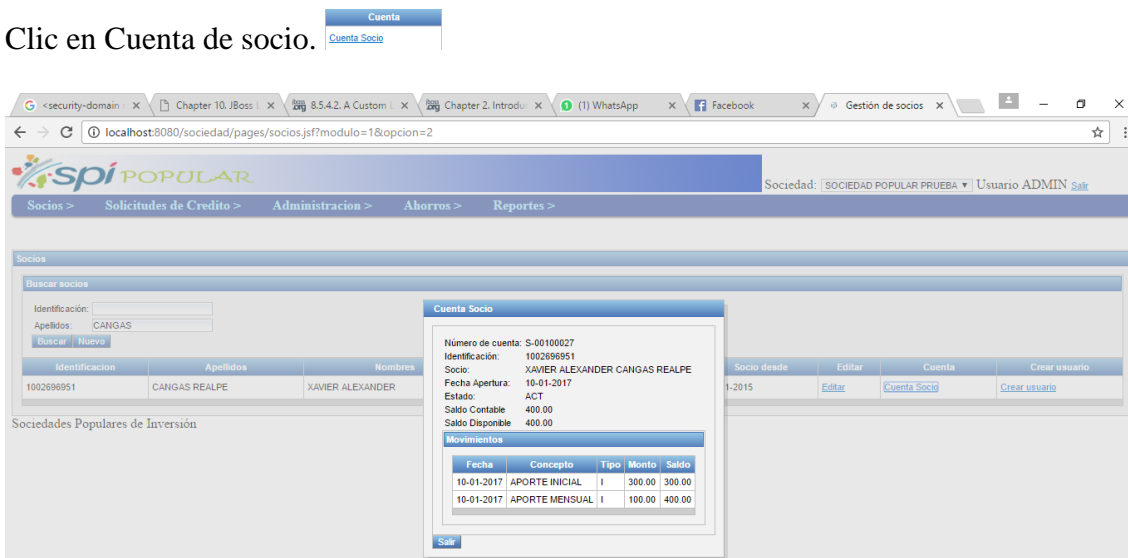 Cuenta
Clic en Cuenta de socio. Cuenta Socio
<security-domain Chapter 10. JBoss 8.5.4.2. A Custom L Chapter 2. Introdu (1) WhatsApp Facebook Gestión de socios
localhost:8080/sociedad/pages/socios.jsf?modulo=1&opcion=2
spi POPULAR
Sociedad: SOCIEDAD POPULAR PRUEBA Usuario ADMIN Salir
Socios > Solicitudes de Credito > Administracion > Ahorros > Reportes >
Socios
Buscar socios
Identificación:
Apellidos: CANGAS
Buscar Nuevo
Identificacion Apellidos Nombres Socio desde Editar Cuenta Crear usuario
1002696951 CANGAS REALPE XAVIER ALEXANDER 1-2015 Editar Cuenta Socio Crear usuario
Sociedades Populares de Inversión
Cuenta Socio
Número de cuenta: S-00100027
Identificación: 1002696951
Socio: XAVIER ALEXANDER CANGAS REALPE
Fecha Apertura: 10-01-2017
Estado: ACT
Saldo Contable 400.00
Saldo Disponible 400.00
Movimientos
Fecha Concepto Tipo Monto Saldo
10-01-2017 APORTE INICIAL I 300.00 300.00
10-01-2017 APORTE MENSUAL I 100.00 400.00
Salir